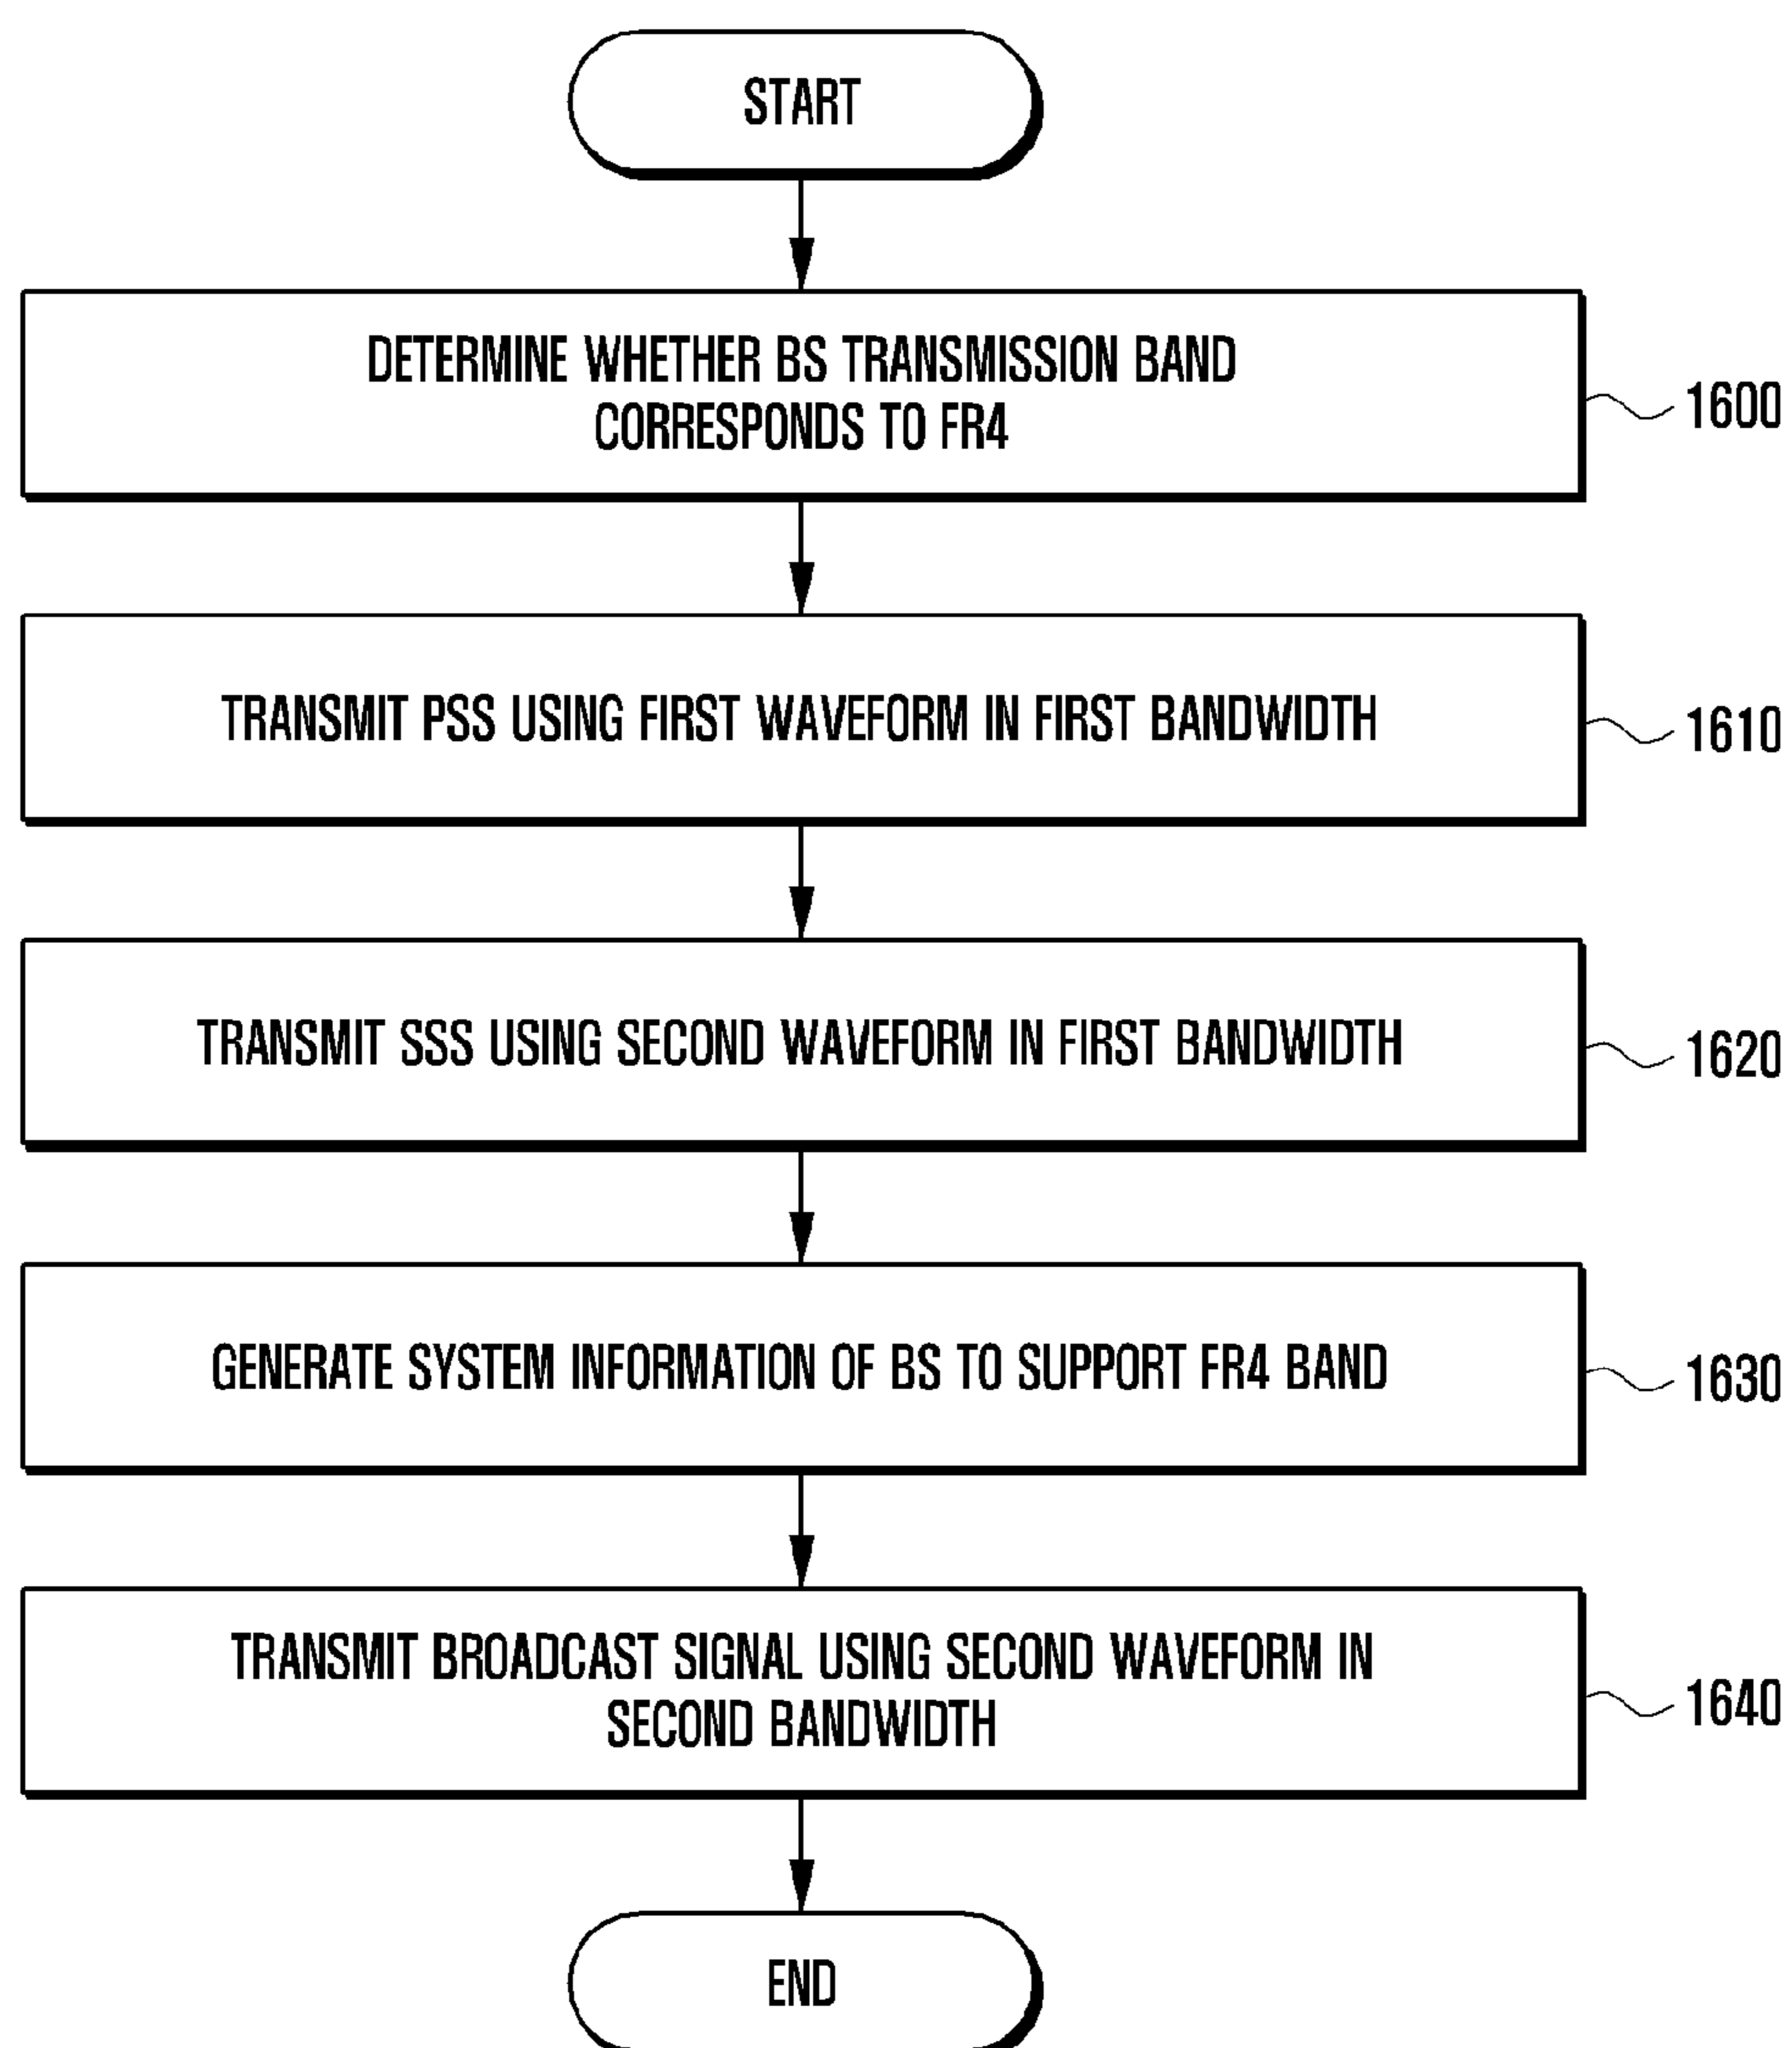 START
DETERMINE WHETHER BS TRANSMISSION BAND
CORRESPONDS TO FR4
1600
TRANSMIT PSS USING FIRST WAVEFORM IN FIRST BANDWIDTH
1610
TRANSMIT SSS USING SECOND WAVEFORM IN FIRST BANDWIDTH
1620
GENERATE SYSTEM INFORMATION OF BS TO SUPPORT FR4 BAND
1630
TRANSMIT BROADCAST SIGNAL USING SECOND WAVEFORM IN
SECOND BANDWIDTH
1640
END